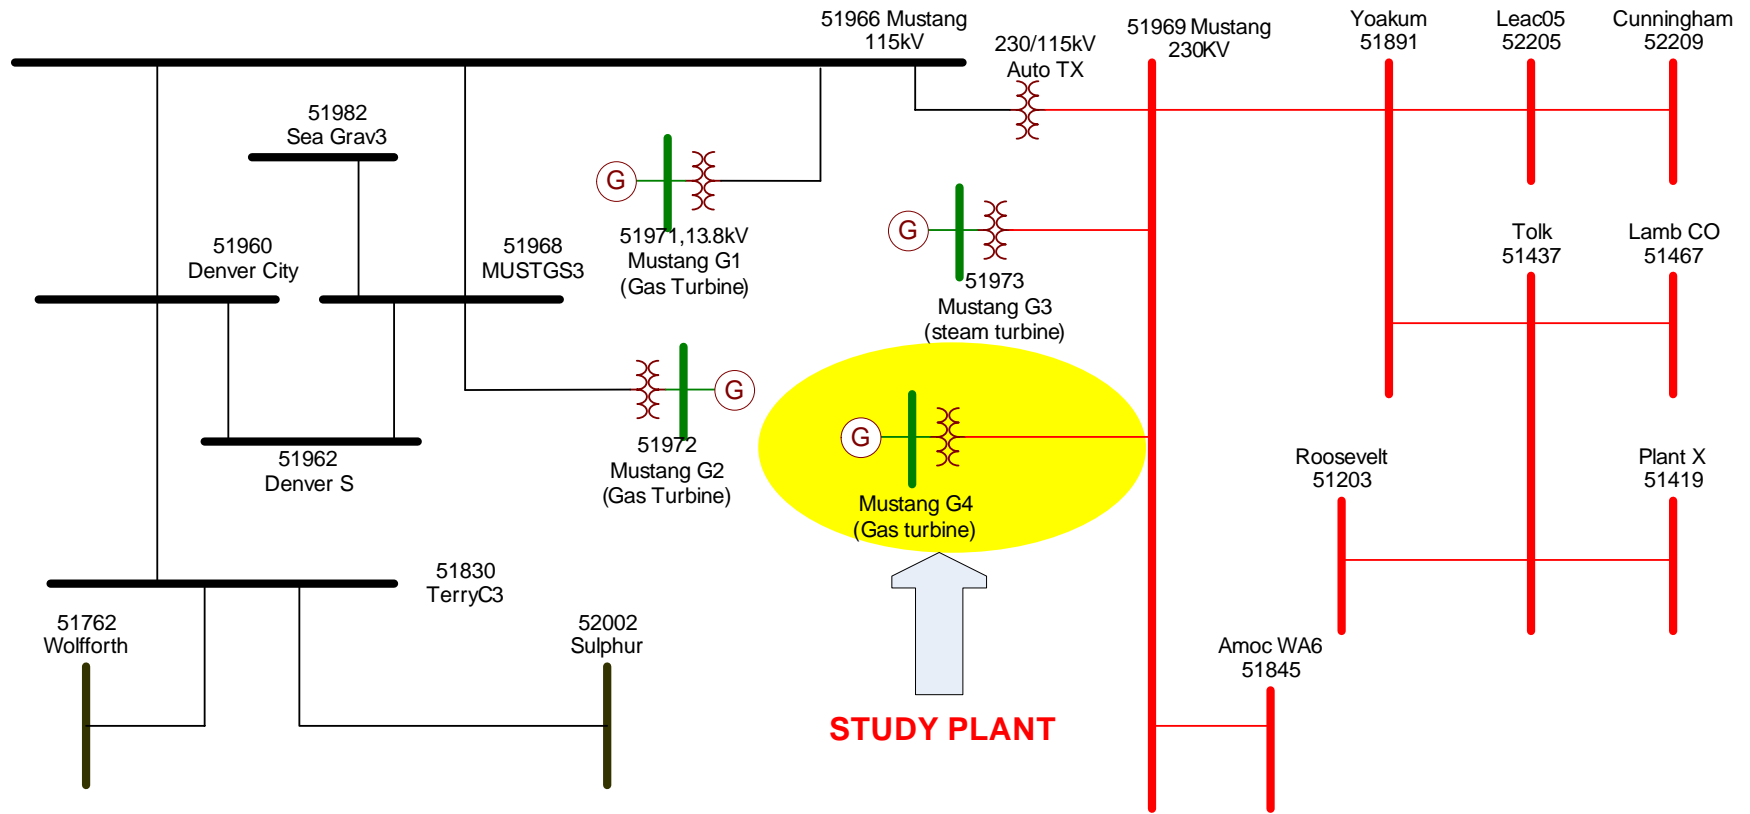 51966 Mustang
115kV
230/115kV
Auto TX
51969 Mustang
230KV
Yoakum
51891
Leac05
52205
Cunningham
52209
51982
Sea Grav3
G
51971,13.8kV
Mustang G1
(Gas Turbine)
G
51973
Mustang G3
(steam turbine)
51960
Denver City
51968
MUSTGS3
Tolk
51437
Lamb CO
51467
G
51972
Mustang G2
(Gas Turbine)
51962
Denver S
G
Mustang G4
(Gas turbine)
Roosevelt
51203
Plant X
51419
51830
TerryC3
51762
Wolfforth
52002
Sulphur
Amoc WA6
51845
STUDY PLANT